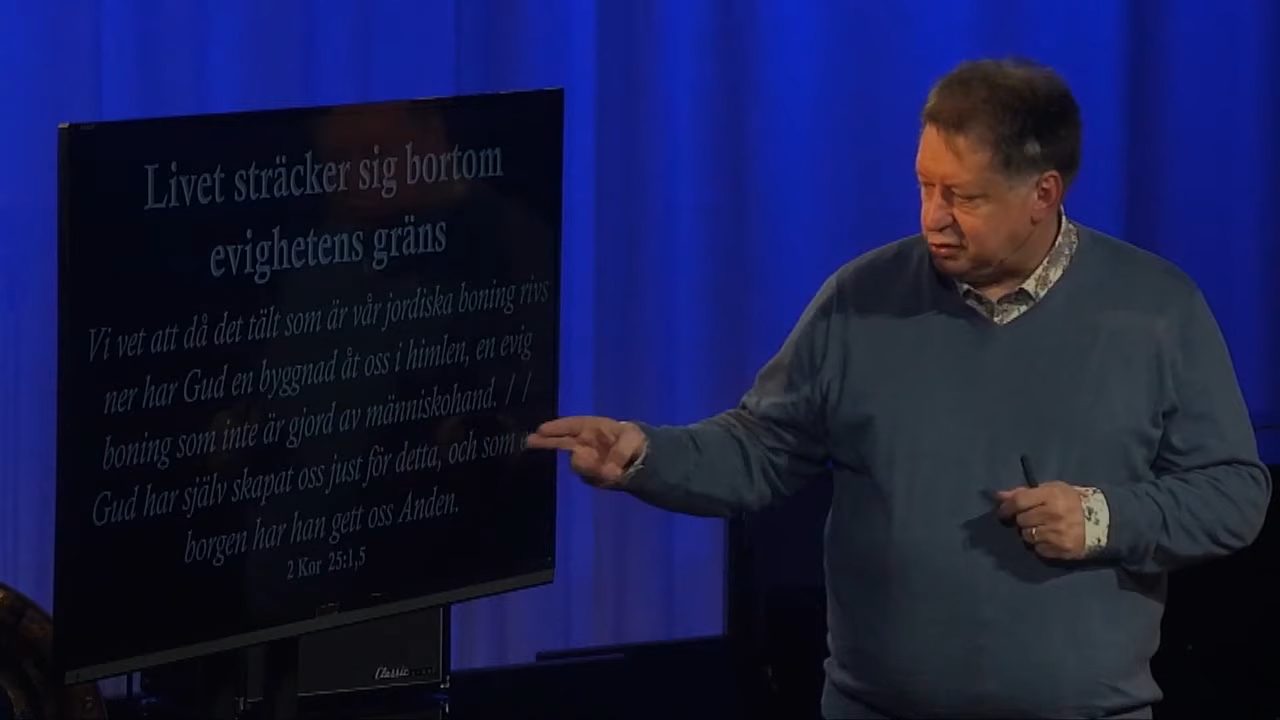 Livet sträcker sig bortom
evighetens gräns
Vi vet att då det tält som är vår jordiska boning rivs
ner har Gud en byggnad åt oss i himlen, en evig
boning som inte är gjord av människohand. //
Gud har själv skapat oss just för detta, och som
borgen har han gett oss Anden.
2 Kor 25:1,5
Classic